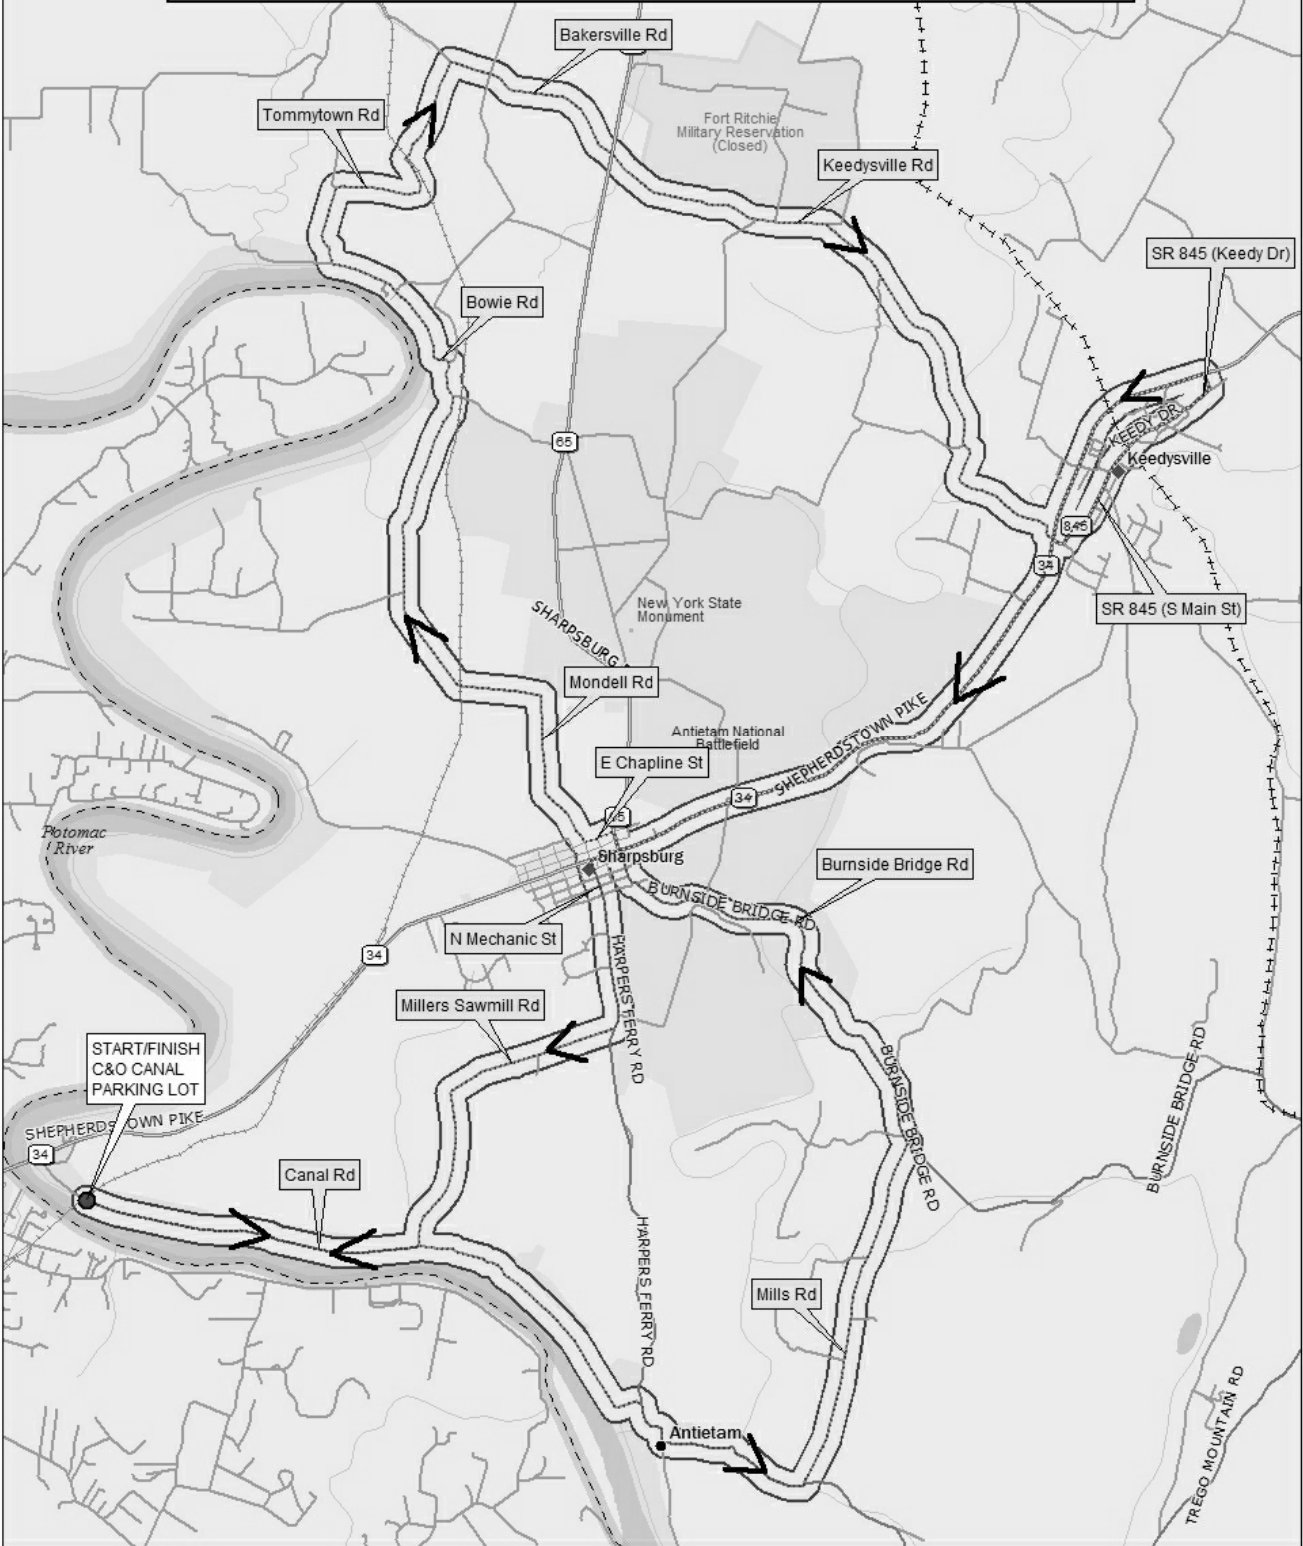 Bakersville Rd
Tommytown Rd
Fort Ritchie
Military Reservation
(Closed)
Keedysville Rd
SR 845 (Keedy Dr)
Bowie Rd
KEEDY DR
65
Keedysville
845
34
SR 845 (S Main St)
New York State
Monument
SHARPSBURG
Mondell Rd
Antietam National
Battlefield
SHEPHERDSTOWN PIKE
E Chapline St
34
Potomac
River
Sharpsburg
Burnside Bridge Rd
BURNSIDE BRIDGE RD
N Mechanic St
34
HARPERS FERRY RD
Millers Sawmill Rd
START/FINISH
C&O CANAL
PARKING LOT
BURNSIDE BRIDGE RD
BURNSIDE BRIDGE RD
SHEPHERDSTOWN PIKE
34
Canal Rd
HARPERS FERRY RD
Mills Rd
TREGO MOUNTAIN RD
Antietam